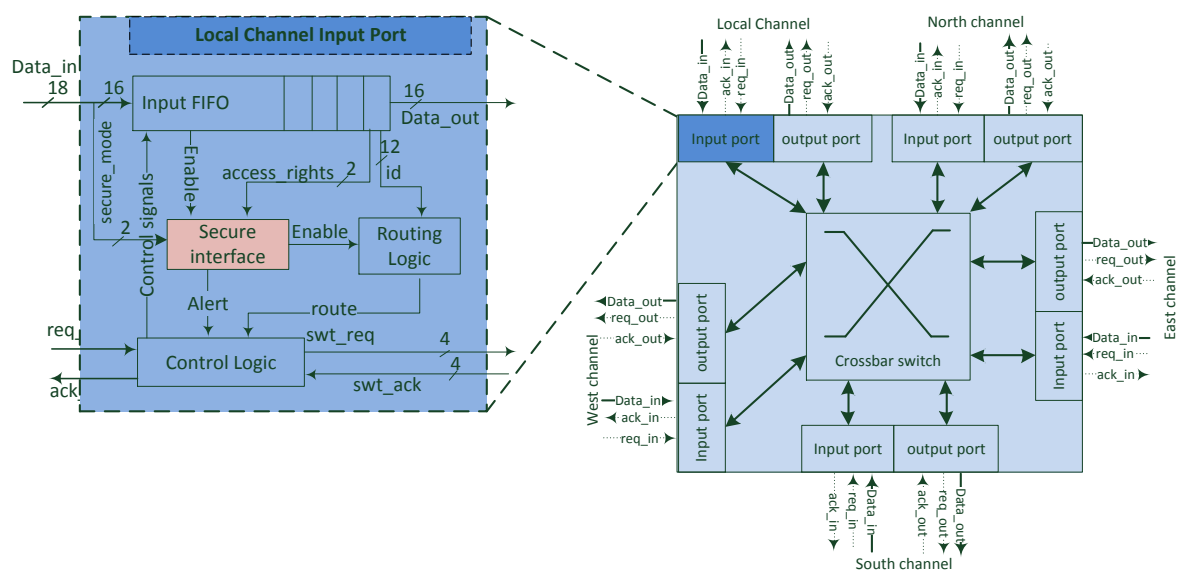 Local Channel Input Port
Data_in
18
16
Input FIFO
16
Data_out
secure_mode
Control signals
Enable
access_rights
2
12
id
2
Secure interface
Enable
Routing Logic
Alert
route
req_
swt_req
4
Control Logic
4
ack
swt_ack
Local Channel
North channel
Data_in
ack_in
req_in
Data_out
req_out
ack_out
Data_in
ack_in
req_in
Data_out
req_out
ack_out
Input port
output port
Input port
output port
output port
Data_out
req_out
ack_out
East channel
Input port
Data_in
req_in
ack_in
Crossbar switch
West channel
Data_out
req_out
ack_out
output port
Data_in
ack_in
req_in
Input port
Input port
output port
ack_in
req_in
Data_in
ack_out
req_out
Data_out
South channel